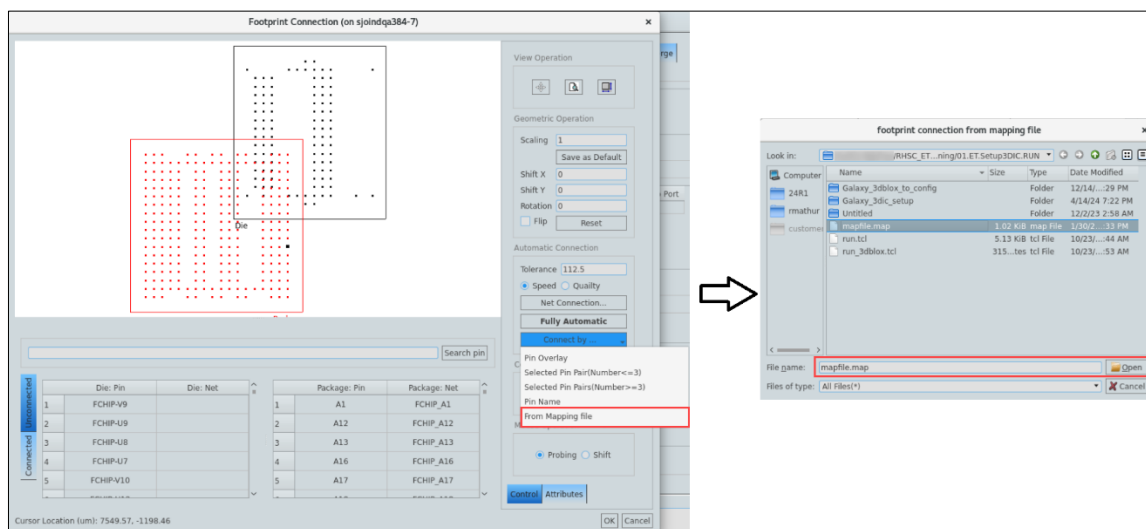 Footprint Connection (on sjoindqa384-7)
×
rge
View Operation
Geometric Operation
Scaling 1
Save as Default
Shift X 0
Shift Y 0
Rotation 0
Flip Reset
Die
Automatic Connection
Tolerance 112.5
Speed Quailty
Net Connection...
Fully Automatic
Connect by ...
Pin Overlay
Selected Pin Pair(Number<=3)
Selected Pin Pairs(Number>=3)
Pin Name
From Mapping file
Port
Search pin
Unconnected
Connected
Die: Pin Die: Net
1 FCHIP-V9
2 FCHIP-U9
3 FCHIP-U8
4 FCHIP-U7
5 FCHIP-V10
Package: Pin Package: Net
1 A1 FCHIP_A1
2 A12 FCHIP_A12
3 A13 FCHIP_A13
4 A16 FCHIP_A16
5 A17 FCHIP_A17
Probing Shift
Control Attributes
Cursor Location (um): 7549.57, -1198.46
OK Cancel
footprint connection from mapping file
×
Look in: /RHSC_ET...ning/01.ET.Setup3DIC.RUN
Computer
24R1
rmathur
customer
Name Size Type Date Modified
Galaxy_3dblox_to_config Folder 12/14/...:29 PM
Galaxy_3dic_setup Folder 4/14/24 7:22 PM
Untitled Folder 12/2/23 2:58 AM
mapfile.map 1.02 KiB map File 1/30/2...:33 PM
run.tcl 5.13 KiB tcl File 10/23/...:44 AM
run_3dblox.tcl 315...tes tcl File 10/23/...:53 AM
File name: mapfile.map Open
Files of type: All Files(*) Cancel